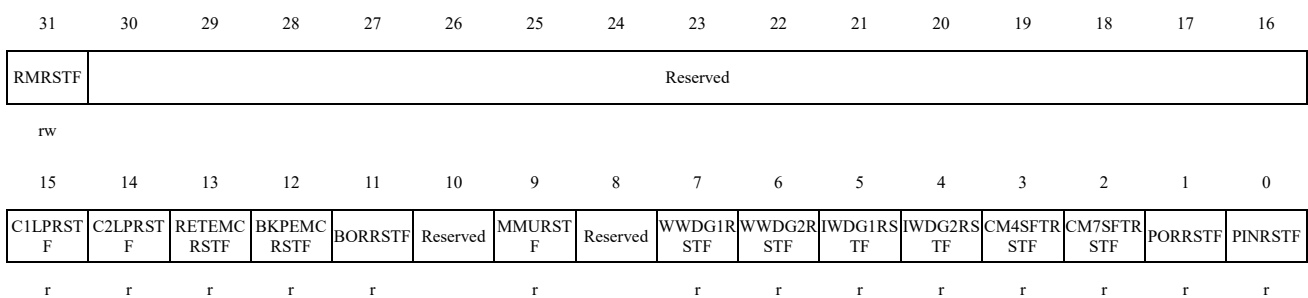 31 30 29 28 27 26 25 24 23 22 21 20 19 18 17 16
RMRSTF Reserved
rw
15 14 13 12 11 10 9 8 7 6 5 4 3 2 1 0
C1LPRST C2LPRST RETEMC BKPEMC BORRSTF Reserved MMURST Reserved WWDG1R WWDG2R IWDG1RS IWDG2RS CM4SFTR CM7SFTR PORRSTF PINRSTF
F F RSTF RSTF F STF STF TF TF STF STF
r r r r r r r r r r r r r r